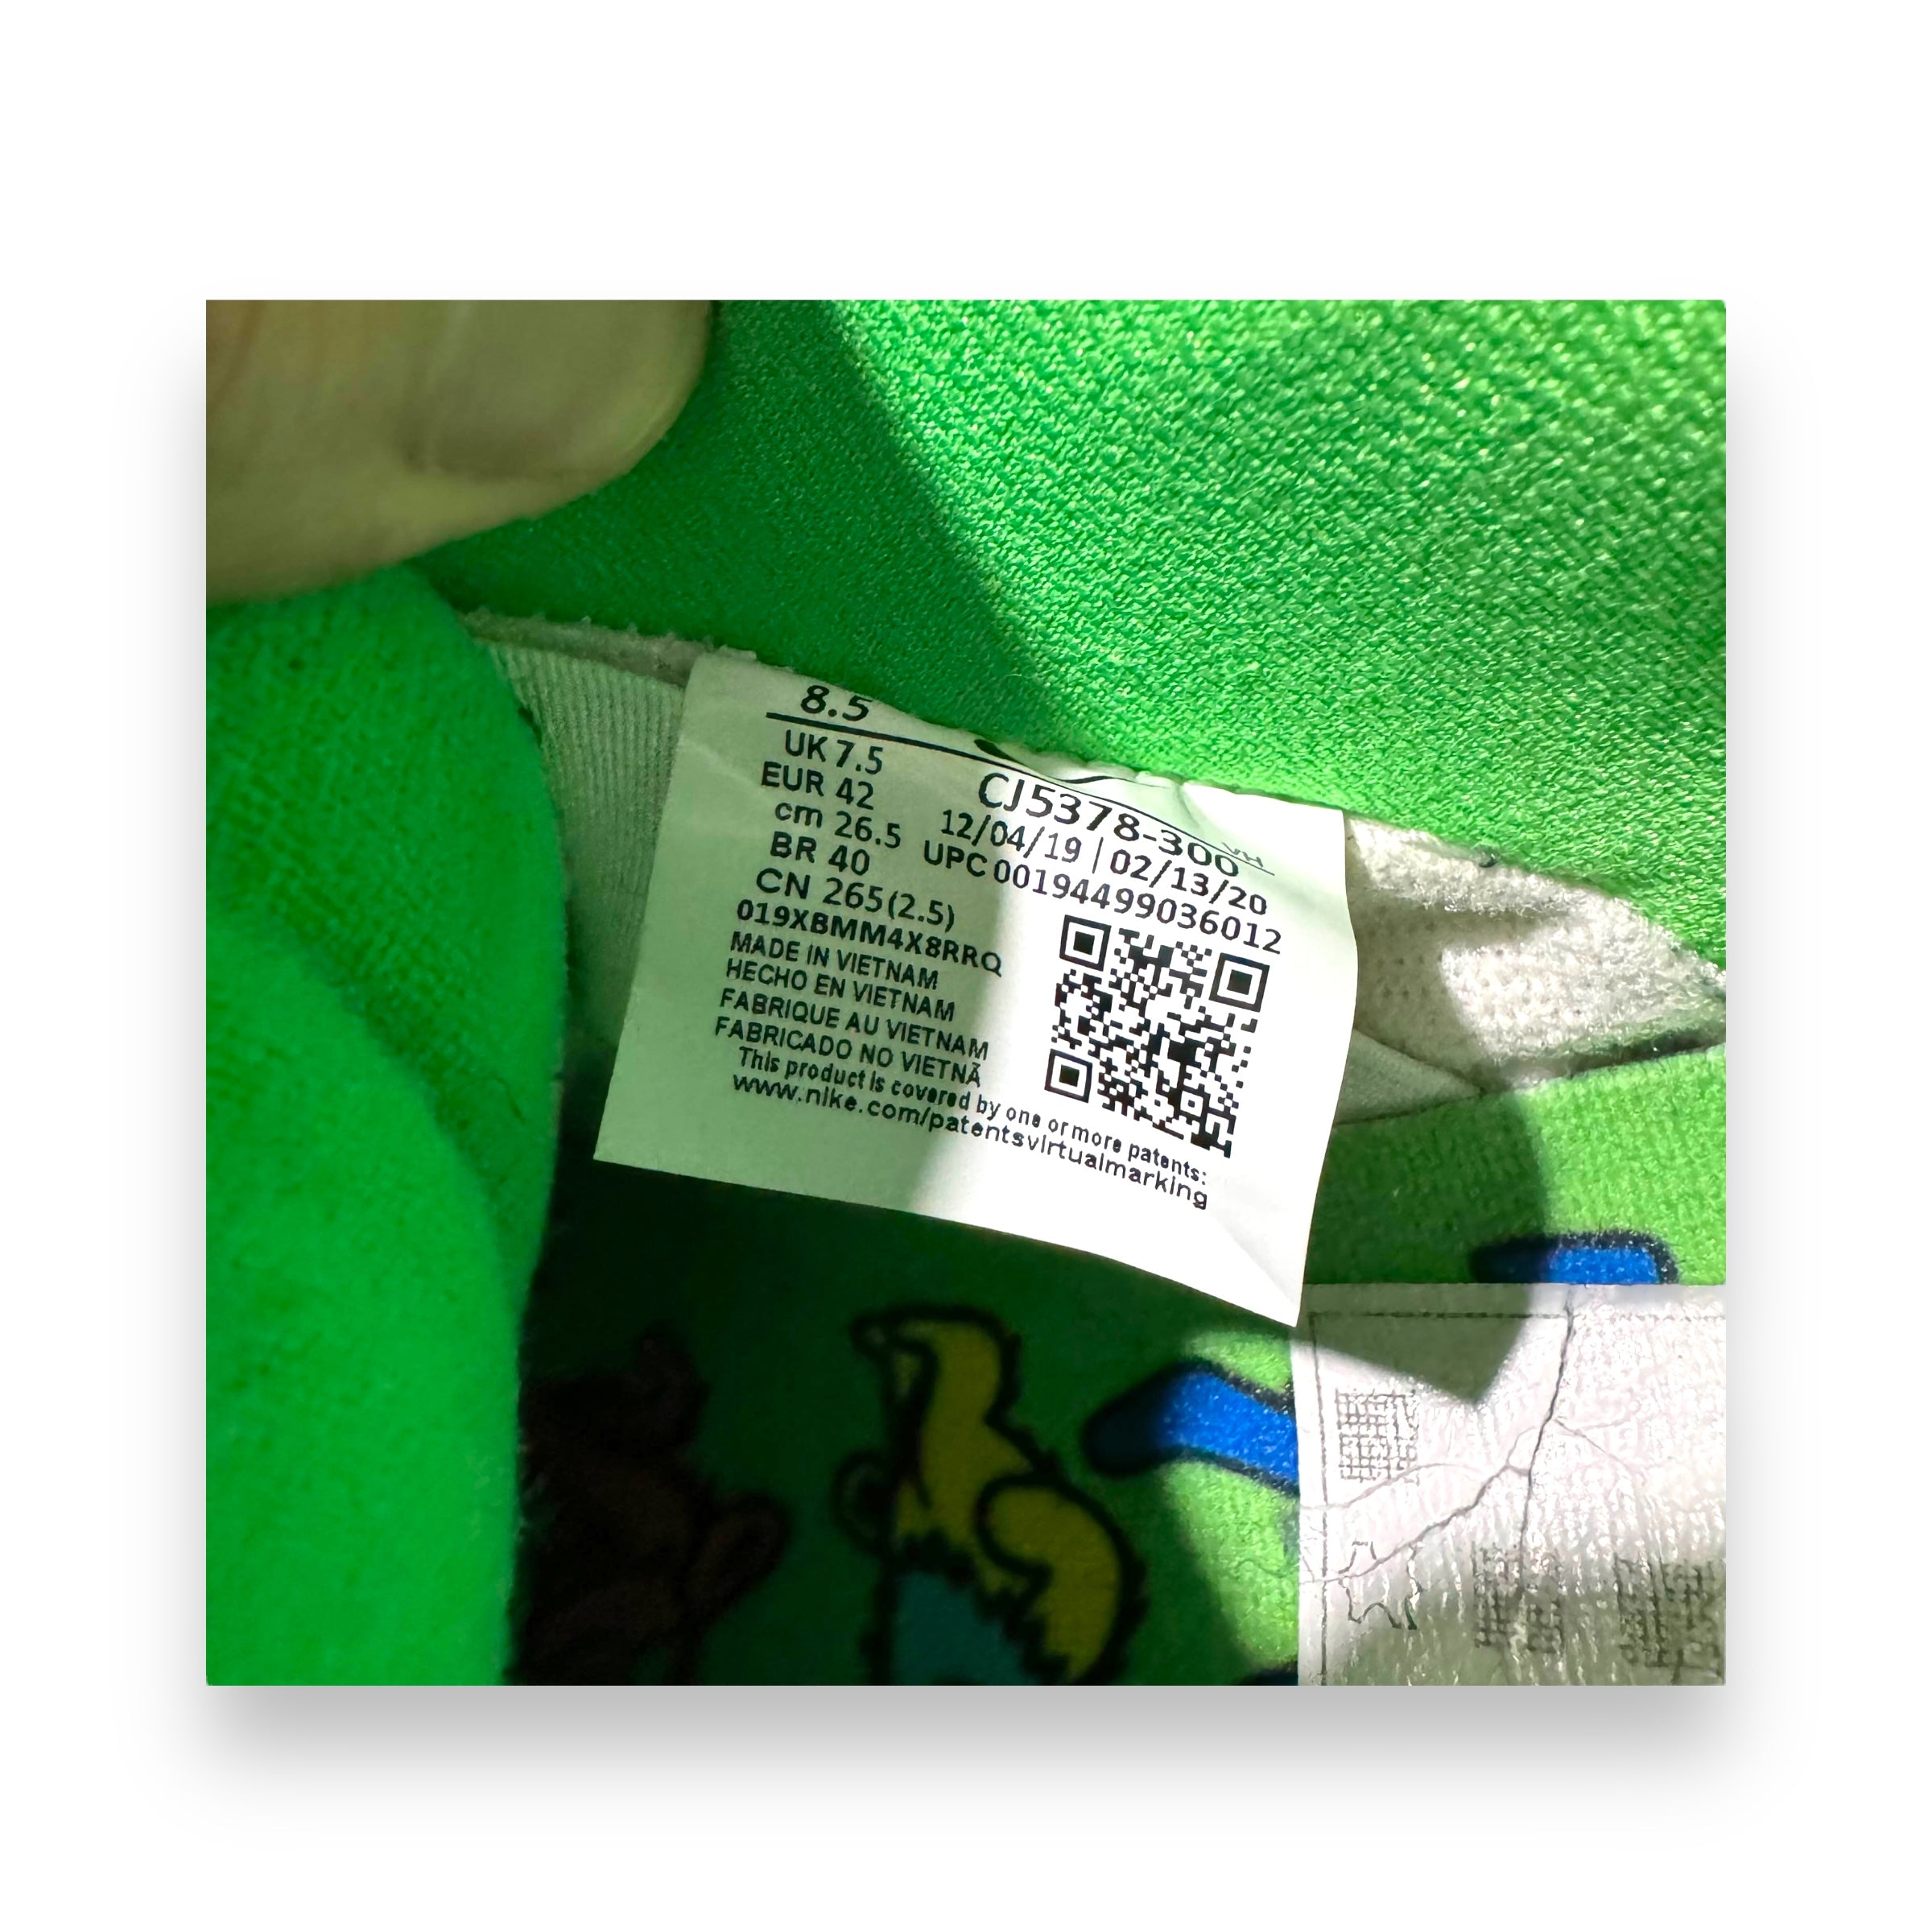 8.5
UK 7.5
EUR 42
cm 26.5
BR 40
CN 265(2.5)
CJ5378-300
VH
12/04/19 | 02/13/20
UPC 00194499036012
019XBMM4X8RRQ
MADE IN VIETNAM
HECHO EN VIETNAM
FABRIQUE AU VIETNAM
FABRICADO NO VIETNÃ
This product is covered by one or more patents:
www.nike.com/patentsvirtualmarking